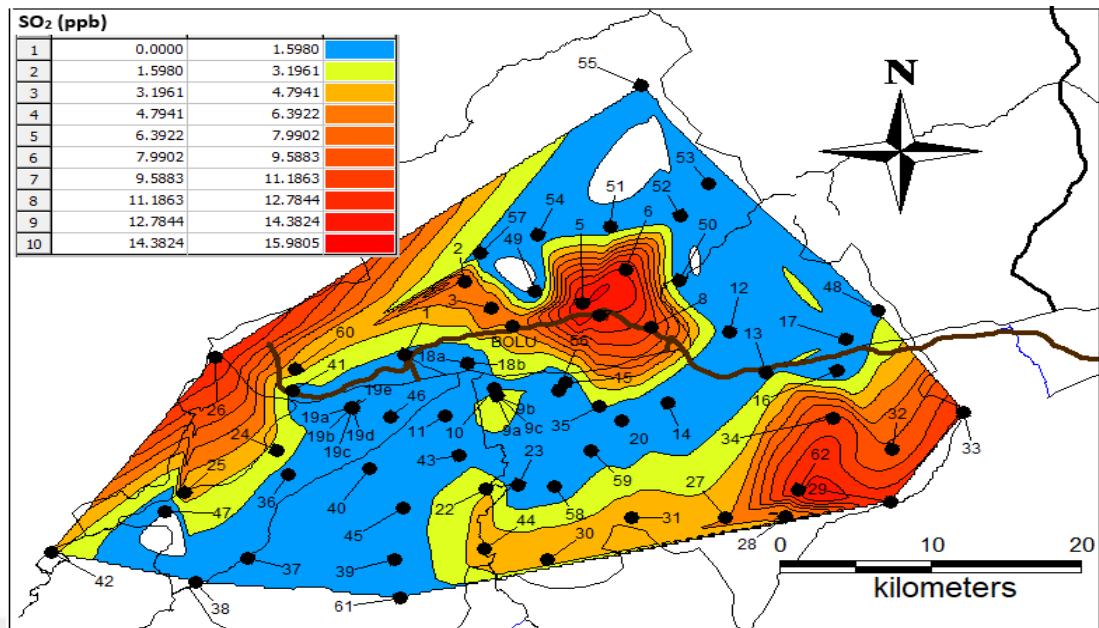 SO₂ (ppb)
1 0.0000 1.5980
2 1.5980 3.1961
3 3.1961 4.7941
4 4.7941 6.3922
5 6.3922 7.9902
6 7.9902 9.5883
7 9.5883 11.1863
8 11.1863 12.7844
9 12.7844 14.3824
10 14.3824 15.9805
N
55
53
52
51
54
57
50
6
5
49
2
3
48
8
12
17
60
1
13
BOLU
18a
18b
56
41
15
16
19e
26
46
9b
19a
19b
19d
19c
11
10
9a
9c
35
20
14
34
32
33
24
43
23
62
25
36
40
59
27
29
47
22
44
58
45
31
30
28
0 10 20
kilometers
42
37
39
38
61